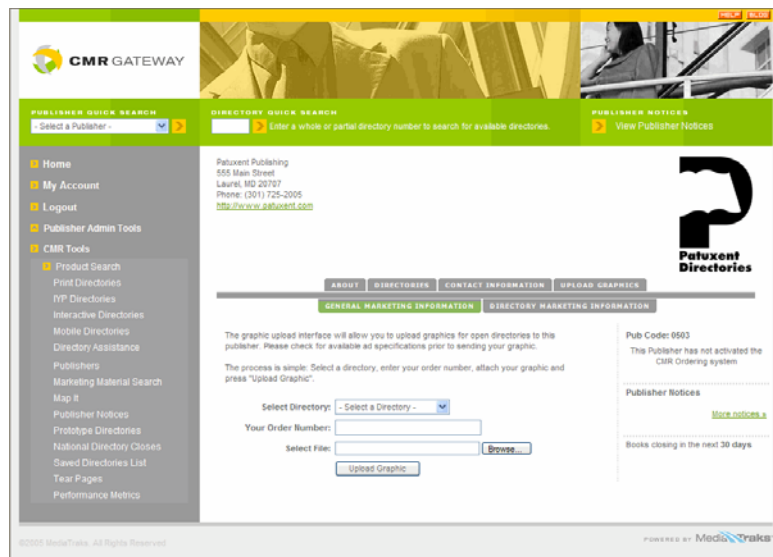 HELP BLOG
CMR GATEWAY
PUBLISHER QUICK SEARCH
- Select a Publisher -
DIRECTORY QUICK SEARCH
Enter a whole or partial directory number to search for available directories.
PUBLISHER NOTICES
View Publisher Notices
Home
My Account
Logout
Publisher Admin Tools
CMR Tools
Product Search
Print Directories
IYP Directories
Interactive Directories
Mobile Directories
Directory Assistance
Publishers
Marketing Material Search
Map It
Publisher Notices
Prototype Directories
National Directory Closes
Saved Directories List
Tear Pages
Performance Metrics
Patuxent Publishing
555 Main Street
Laurel, MD 20707
Phone: (301) 725-2005
http://www.patuxent.com
Patuxent
Directories
ABOUT DIRECTORIES CONTACT INFORMATION UPLOAD GRAPHICS
GENERAL MARKETING INFORMATION DIRECTORY MARKETING INFORMATION
The graphic upload interface will allow you to upload graphics for open directories to this
publisher. Please check for available ad specifications prior to sending your graphic.
The process is simple: Select a directory, enter your order number, attach your graphic and
press "Upload Graphic".
Select Directory: - Select a Directory -
Your Order Number:
Select File: Browse...
Upload Graphic
Pub Code: 0503
This Publisher has not activated the
CMR Ordering system
Publisher Notices
More notices »
Books closing in the next 30 days
©2005 MediaTraks. All Rights Reserved
POWERED BY MediaTraks